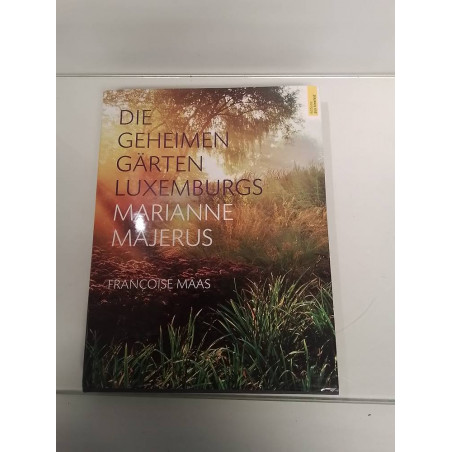 DIE
GEHEIMEN
GÄRTEN
LUXEMBURGS
MARIANNE
MAJERUS
FRANÇOISE MAAS